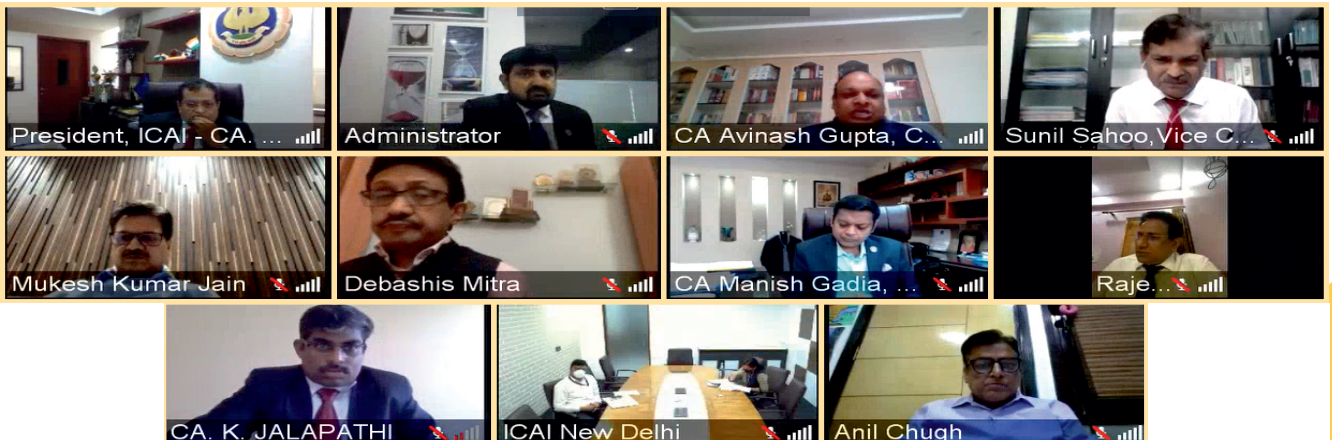 President, ICAI - CA. ...
Administrator
CA Avinash Gupta, C...
Sunil Sahoo,Vice C...
Mukesh Kumar Jain
Debashis Mitra
CA Manish Gadia, ...
Raje...
CA. K. JALAPATHI
ICAI New Delhi
Anil Chugh